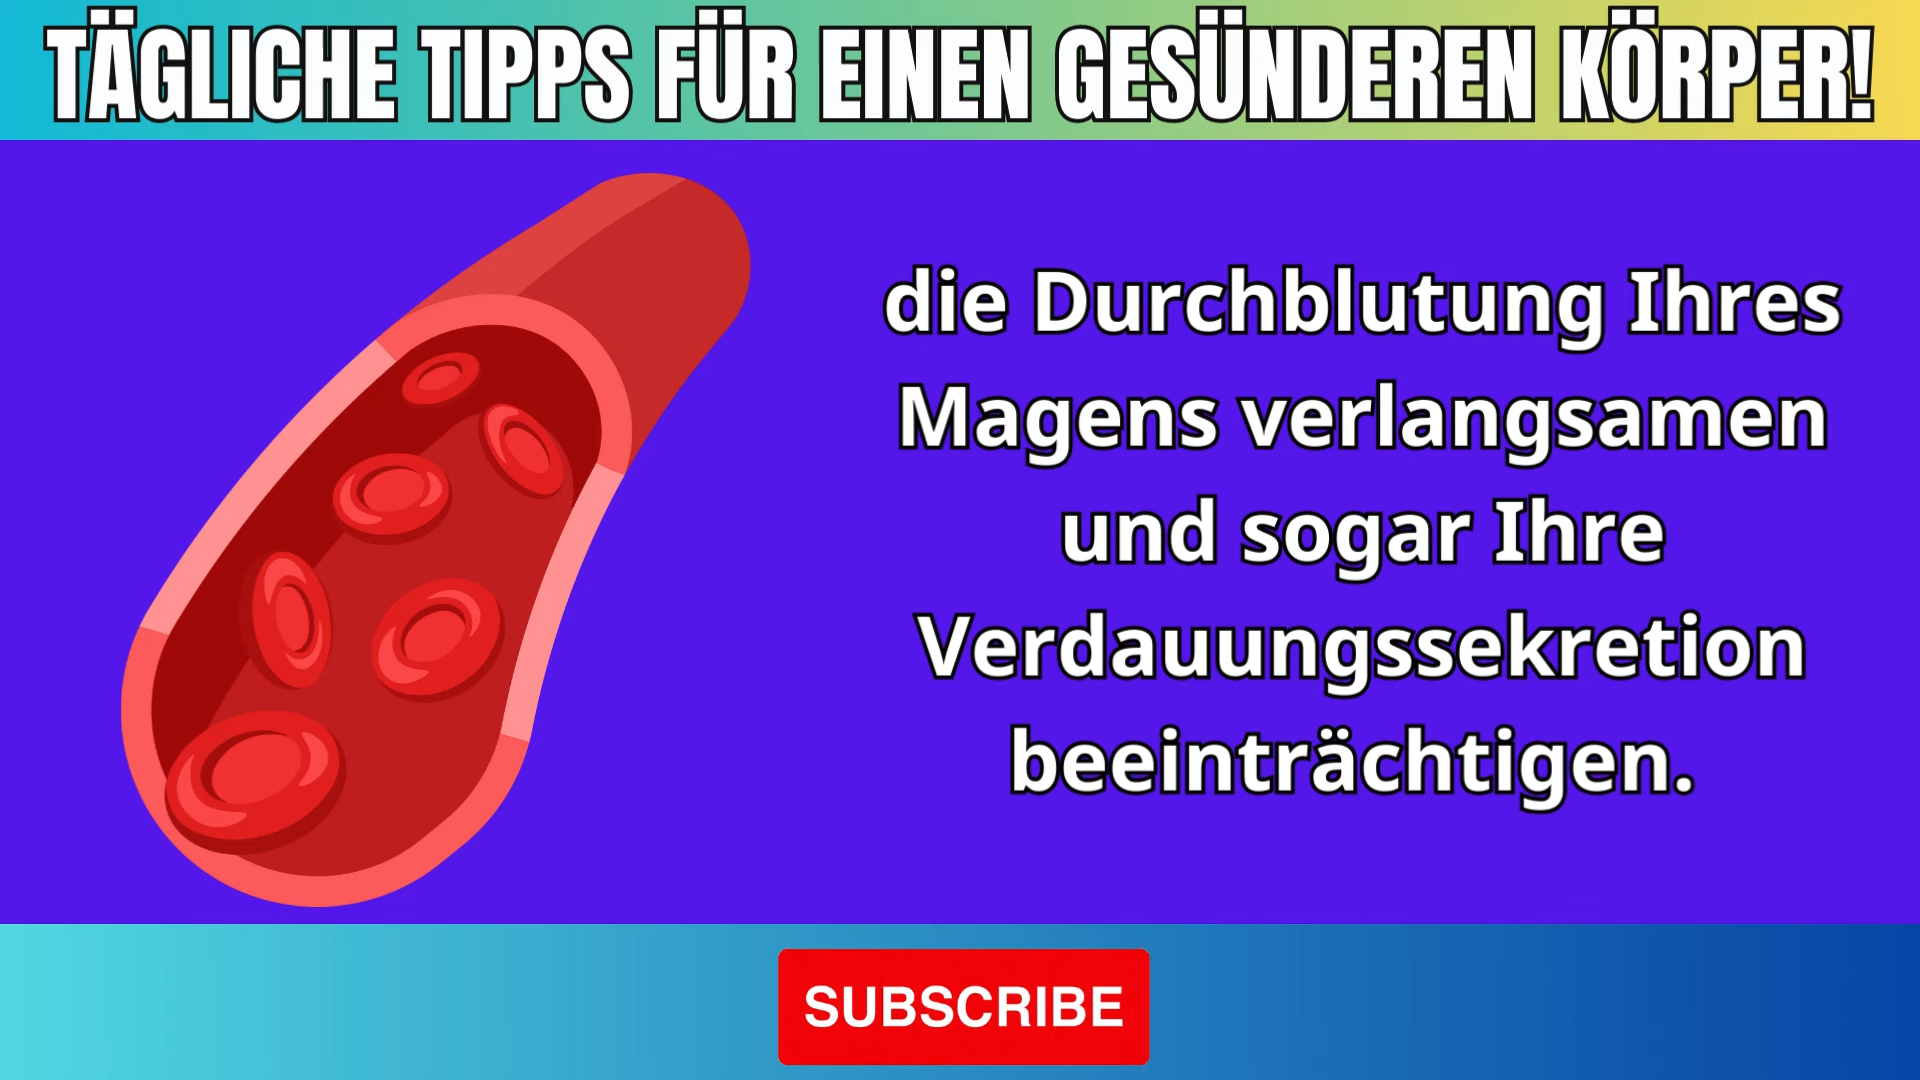 TÄGLICHE TIPPS FÜR EINEN GESÜNDEREN KÖRPER!
die Durchblutung Ihres
Magens verlangsamen
und sogar Ihre
Verdauungssekretion
beeinträchtigen.
SUBSCRIBE